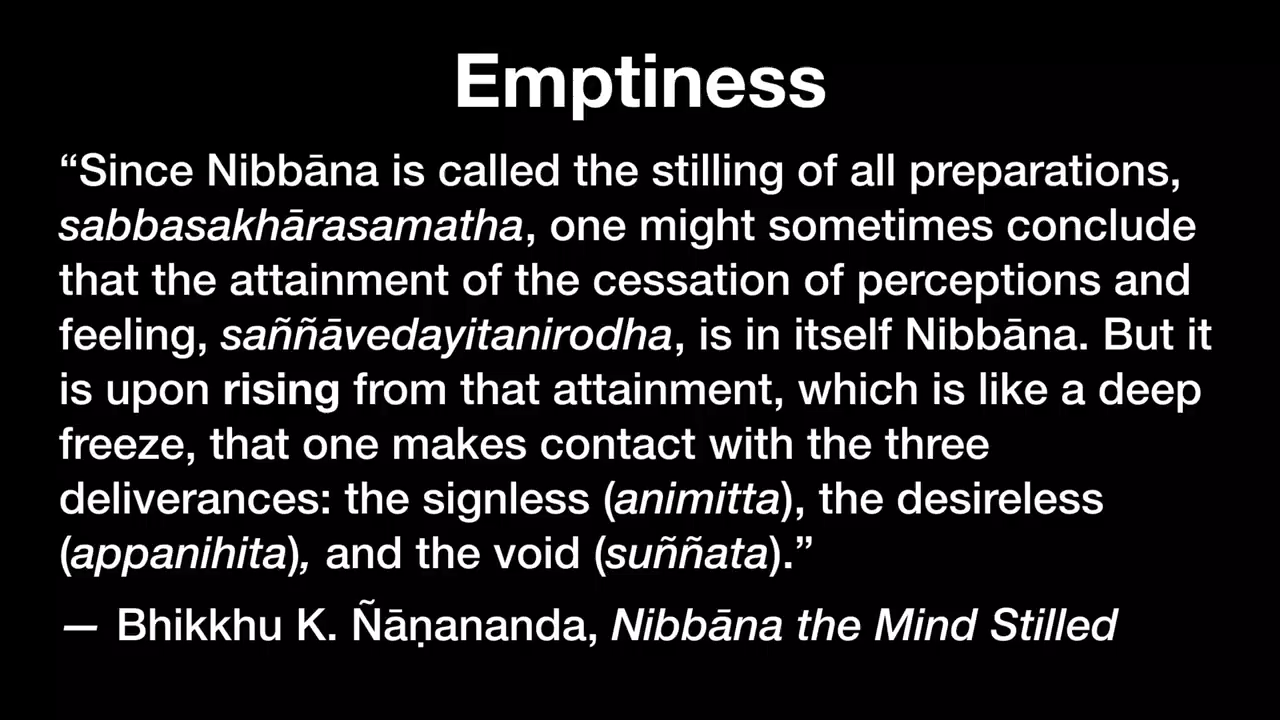 Emptiness
“Since Nibbāna is called the stilling of all preparations,
sabbasakhārasamatha, one might sometimes conclude
that the attainment of the cessation of perceptions and
feeling, saññāvedayitanirodha, is in itself Nibbāna. But it
is upon rising from that attainment, which is like a deep
freeze, that one makes contact with the three
deliverances: the signless (animitta), the desireless
(appanihita), and the void (suññata).”
— Bhikkhu K. Ñāṇananda, Nibbāna the Mind Stilled